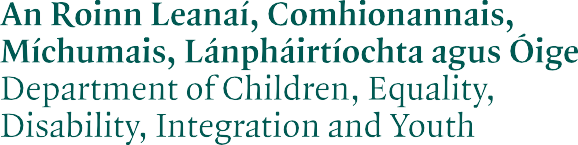 An Roinn Leanaí, Comhionannais,
Míchumais, Lánpháirtíochta agus Óige
Department of Children, Equality,
Disability, Integration and Youth